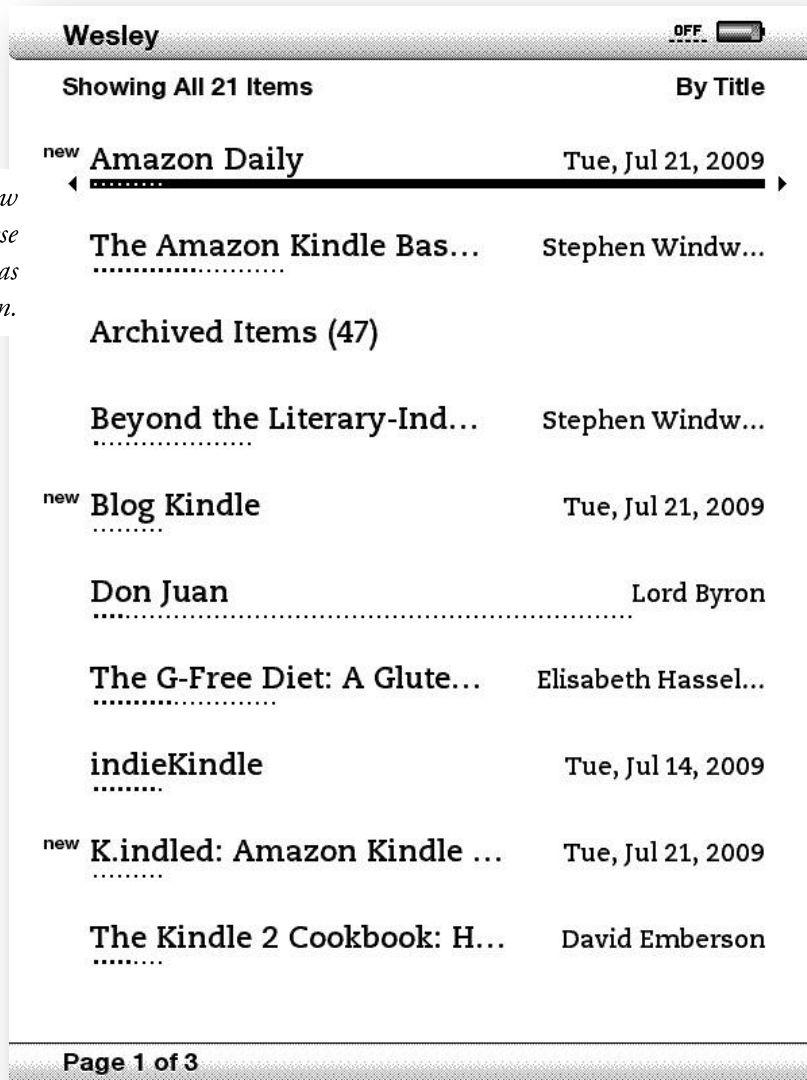 Wesley OFF
Showing All 21 Items By Title
new Amazon Daily Tue, Jul 21, 2009
w
se
as
n.
The Amazon Kindle Bas... Stephen Windw...
Archived Items (47)
Beyond the Literary-Ind... Stephen Windw...
new Blog Kindle Tue, Jul 21, 2009
Don Juan Lord Byron
The G-Free Diet: A Glute... Elisabeth Hassel...
indieKindle Tue, Jul 14, 2009
new K.indled: Amazon Kindle ... Tue, Jul 21, 2009
The Kindle 2 Cookbook: H... David Emberson
Page 1 of 3